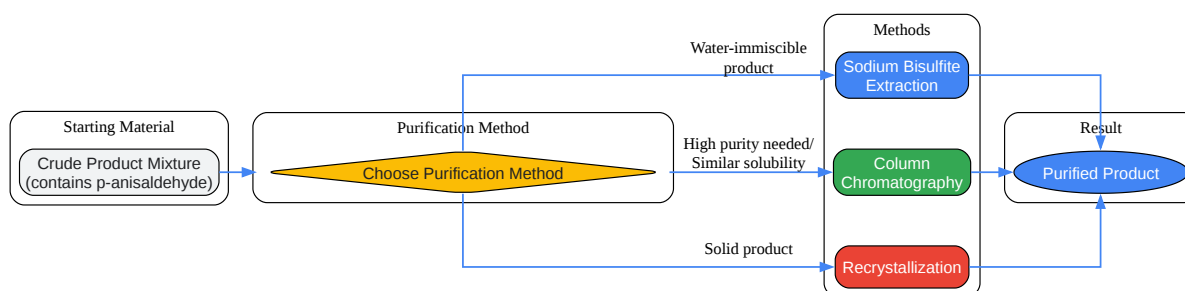 Starting Material
Crude Product Mixture
(contains p-anisaldehyde)
Purification Method
Choose Purification Method
Water-immiscible
product
High purity needed/
Similar solubility
Solid product
Methods
Sodium Bisulfite
Extraction
Column
Chromatography
Recrystallization
Result
Purified Product